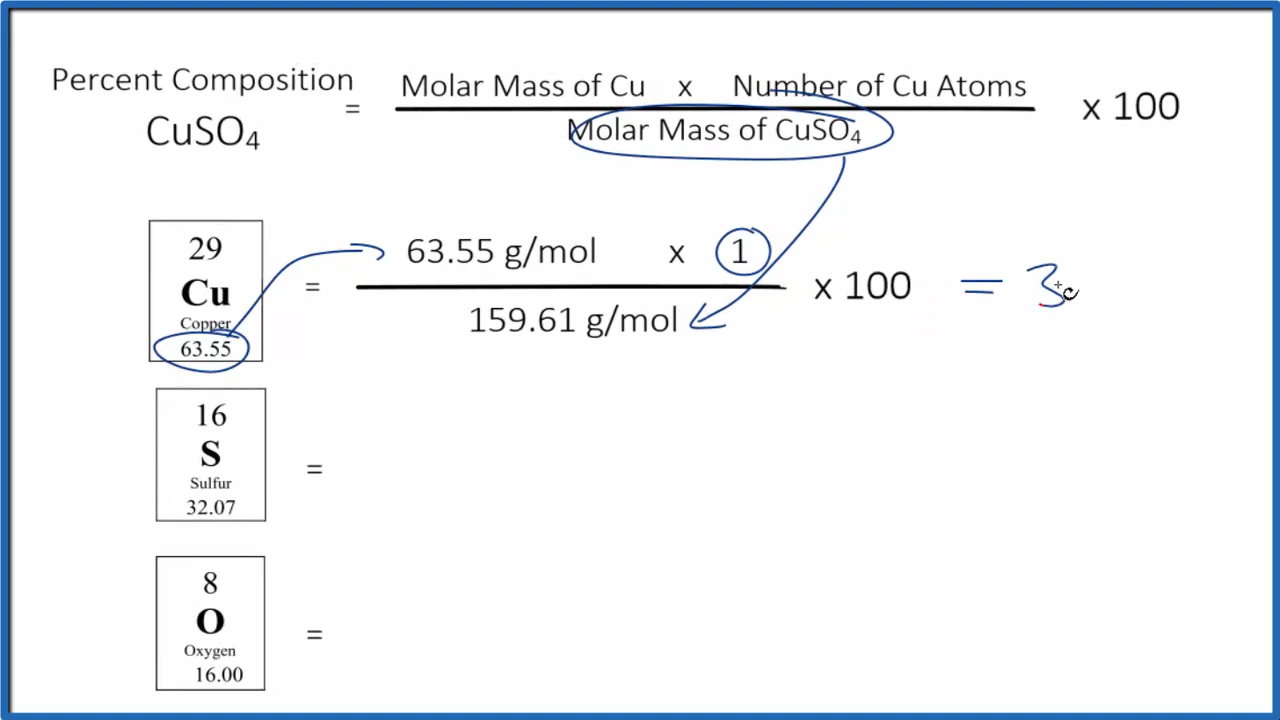 Percent Composition
CuSO₄
=
Molar Mass of Cu x Number of Cu Atoms
Molar Mass of CuSO₄
x 100
29
Cu
Copper
63.55
=
63.55 g/mol x 1
159.61 g/mol
x 100
= 3
16
S
Sulfur
32.07
=
8
O
Oxygen
16.00
=